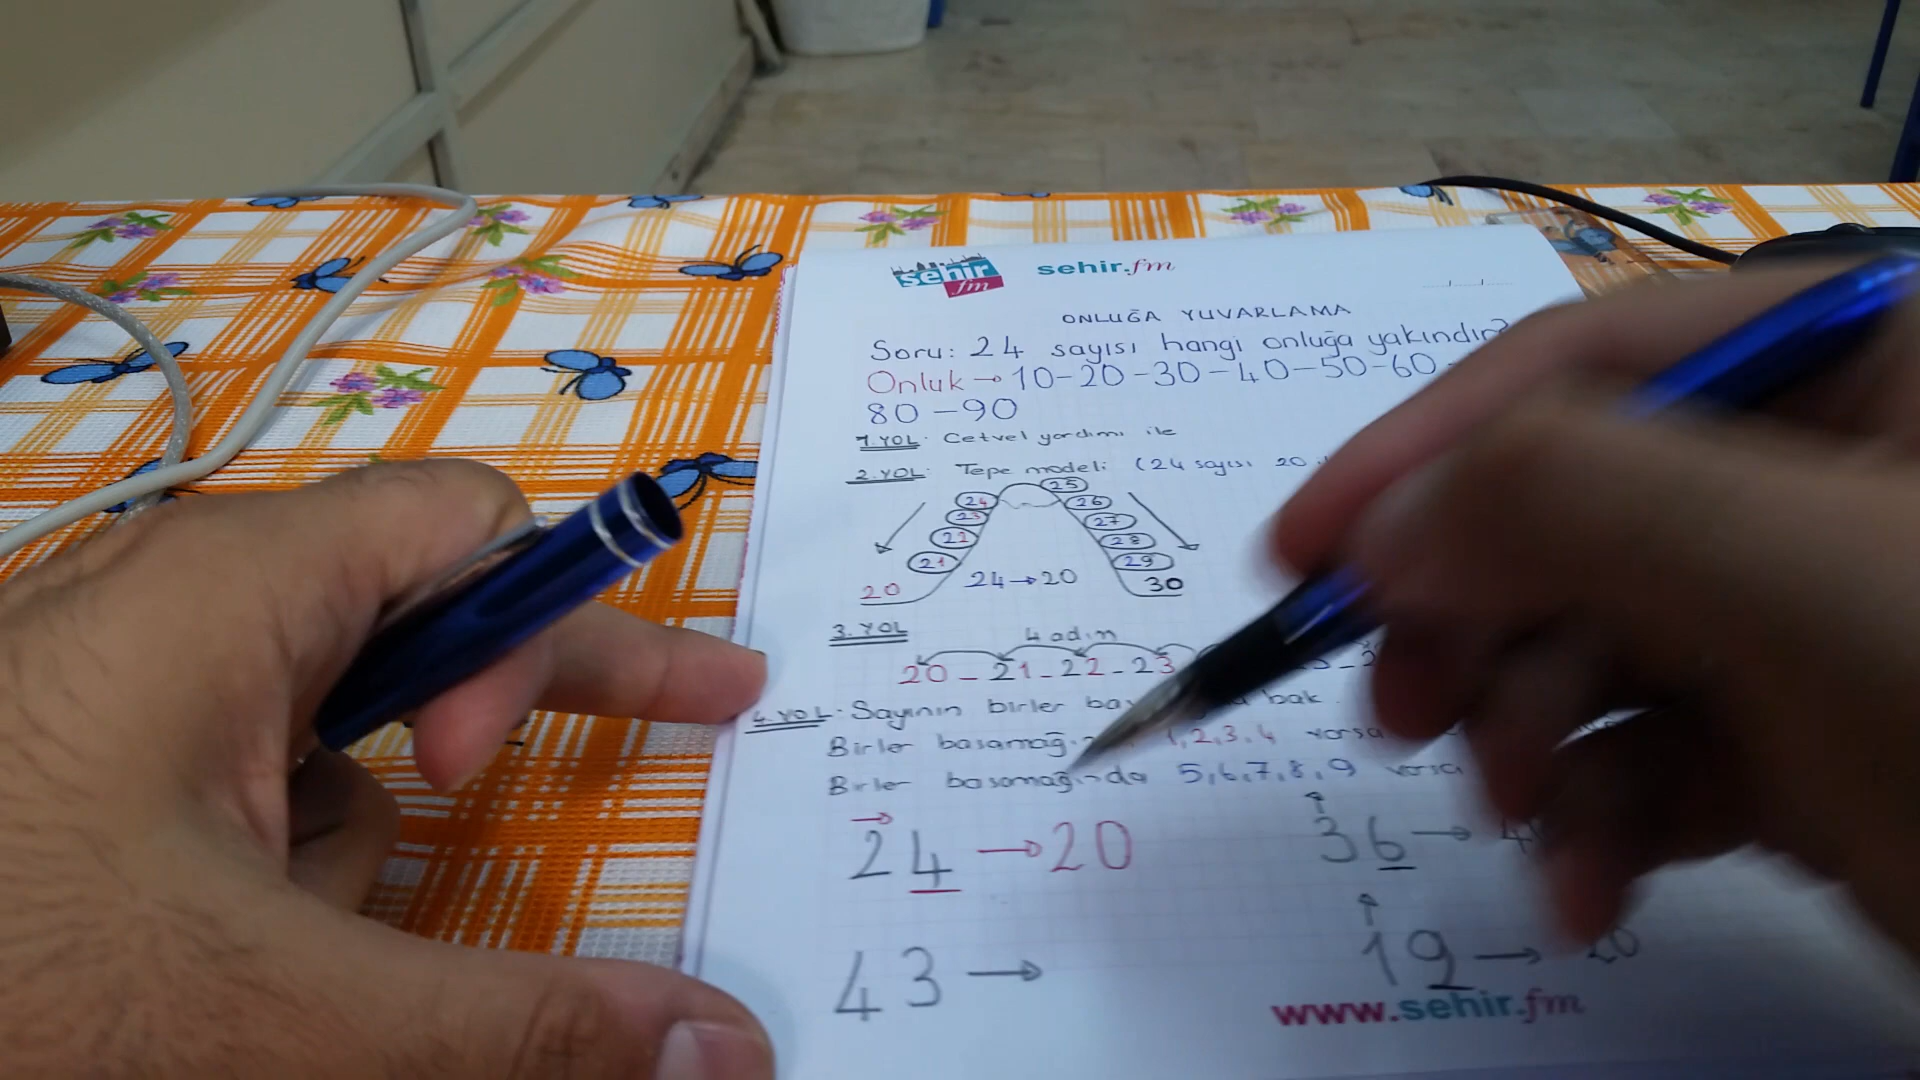 sehir fm sehir.fm
ONLUĞA YUVARLAMA
Soru: 24 sayısı hangi onluğa yakındır?
Onluk → 10-20-30-40-50-60-
80-90
1.YOL: Cetvel yardımı ile
2.YOL: Tepe modeli (24 sayısı 20
24 25
23 26
22 27
21 28
29
20 24→20 30
3.YOL
4 adım
20-21-22-23
4.YOL: Sayının birler bak
Birler 1,2,3,4 varsa
Birler basamağında 5,6,7,8,9 varsa
24 → 20 36 →
43 → 19 → 20
www.sehir.fm